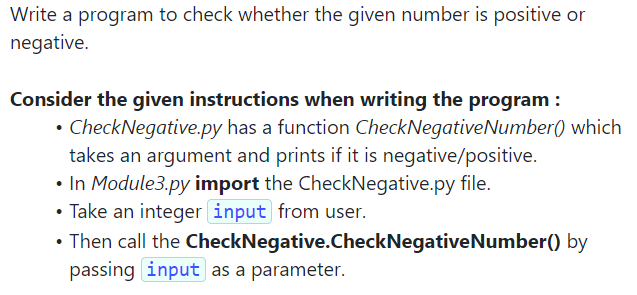 Write a program to check whether the given number is positive or
negative.
Consider the given instructions when writing the program :
• CheckNegative.py has a function CheckNegativeNumber() which
takes an argument and prints if it is negative/positive.
• In Module3.py import the CheckNegative.py file.
• Take an integer input from user.
• Then call the CheckNegative.CheckNegativeNumber() by
passing input as a parameter.